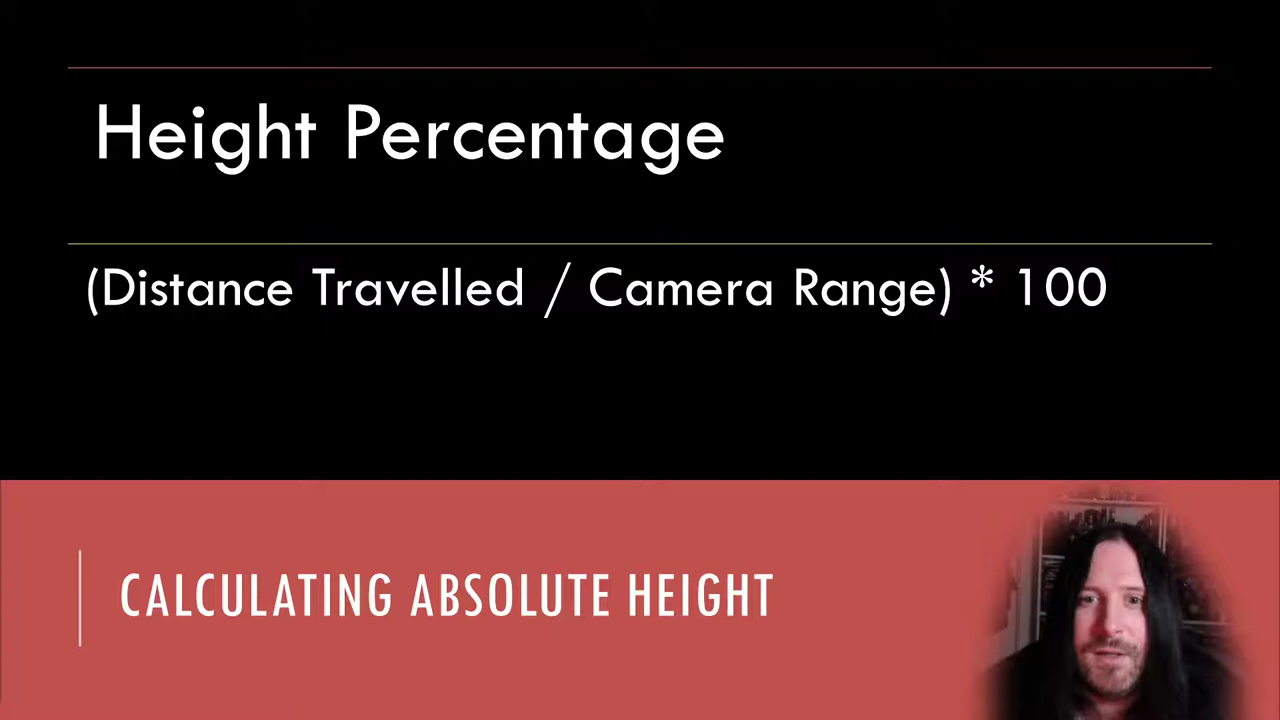 Height Percentage
(Distance Travelled / Camera Range) * 100
CALCULATING ABSOLUTE HEIGHT